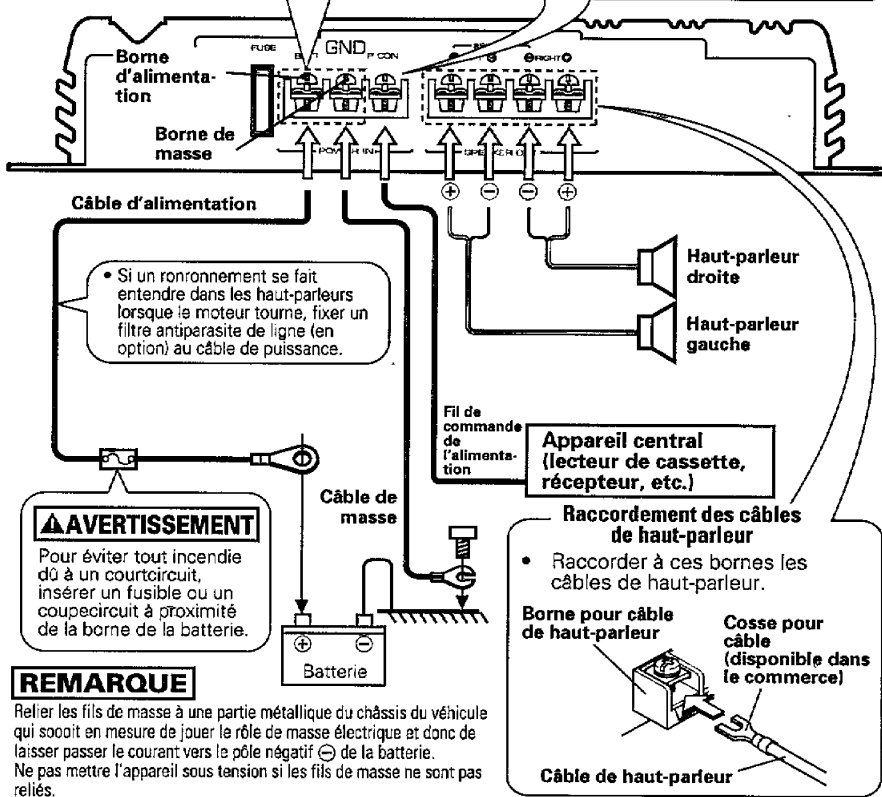 Borne
d'alimenta-
tion
FUSE
GND
P CON
RIGHT
Borne de
masse
POWER IN
SPEAKER OUT
⊕ ⊖ ⊖ ⊕
Câble d'alimentation
• Si un ronronnement se fait
entendre dans les haut-parleurs
lorsque le moteur tourne, fixer un
filtre antiparasite de ligne (en
option) au câble de puissance.
Haut-parleur
droite
Haut-parleur
gauche
Fil de
commande
de
l'alimenta-
tion
Appareil central
(lecteur de cassette,
récepteur, etc.)
AVERTISSEMENT
Pour éviter tout incendie
dû à un courtcircuit,
insérer un fusible ou un
coupecircuit à proximité
de la borne de la batterie.
Câble de
masse
⊕ ⊖
Batterie
Raccordement des câbles
de haut-parleur
• Raccorder à ces bornes les
câbles de haut-parleur.
Borne pour câble
de haut-parleur
Cosse pour
câble
(disponible dans
le commerce)
Câble de haut-parleur
REMARQUE
Relier les fils de masse à une partie métallique du châssis du véhicule
qui sooit en mesure de jouer le rôle de masse électrique et donc de
laisser passer le courant vers le pôle négatif ⊖ de la batterie.
Ne pas mettre l'appareil sous tension si les fils de masse ne sont pas
reliés.